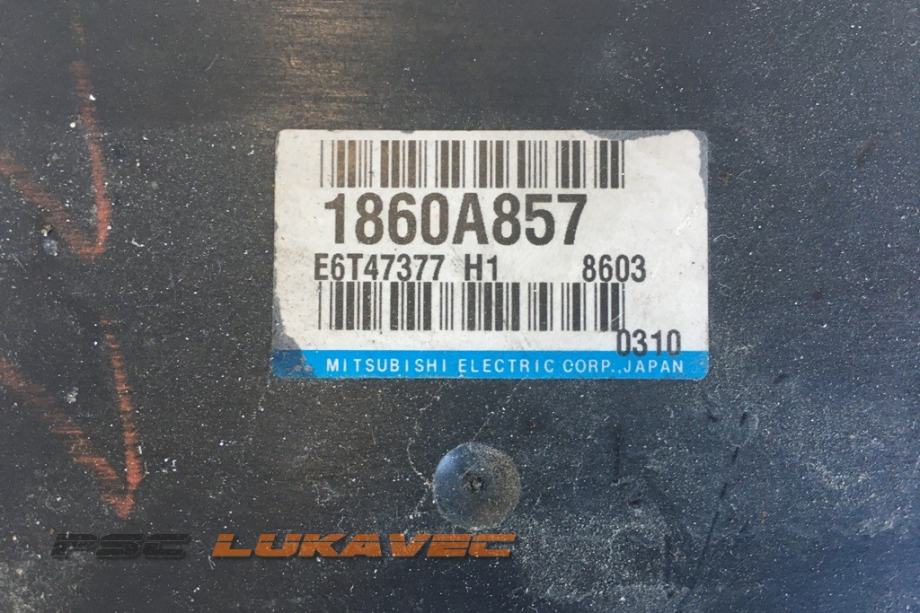 1860A857
E6T47377 H1 8603
0310
MITSUBISHI ELECTRIC CORP., JAPAN
PSC LUKAVEC